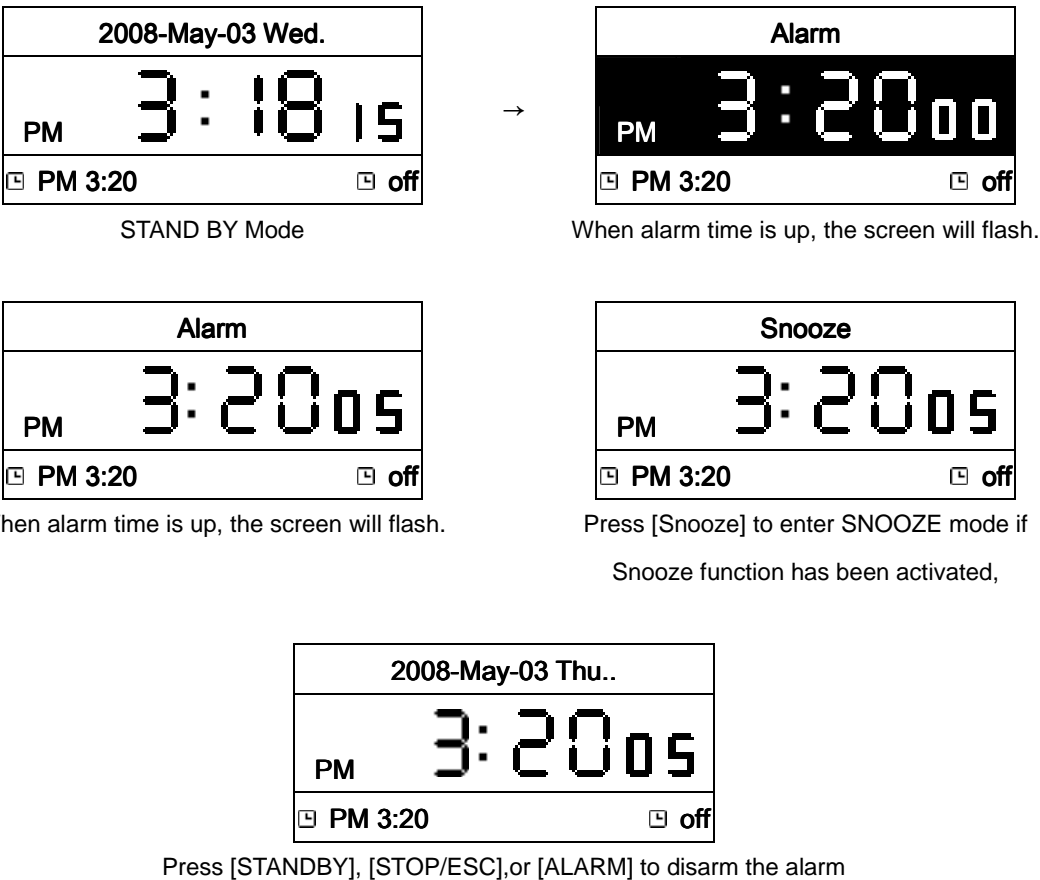 2008-May-03 Wed.
PM 3:18 15
PM 3:20 off
STAND BY Mode
→
Alarm
PM 3:20 00
PM 3:20 off
When alarm time is up, the screen will flash.
Alarm
PM 3:20 05
PM 3:20 off
hen alarm time is up, the screen will flash.
Snooze
PM 3:20 05
PM 3:20 off
Press [Snooze] to enter SNOOZE mode if
Snooze function has been activated,
2008-May-03 Thu..
PM 3:20 05
PM 3:20 off
Press [STANDBY], [STOP/ESC],or [ALARM] to disarm the alarm